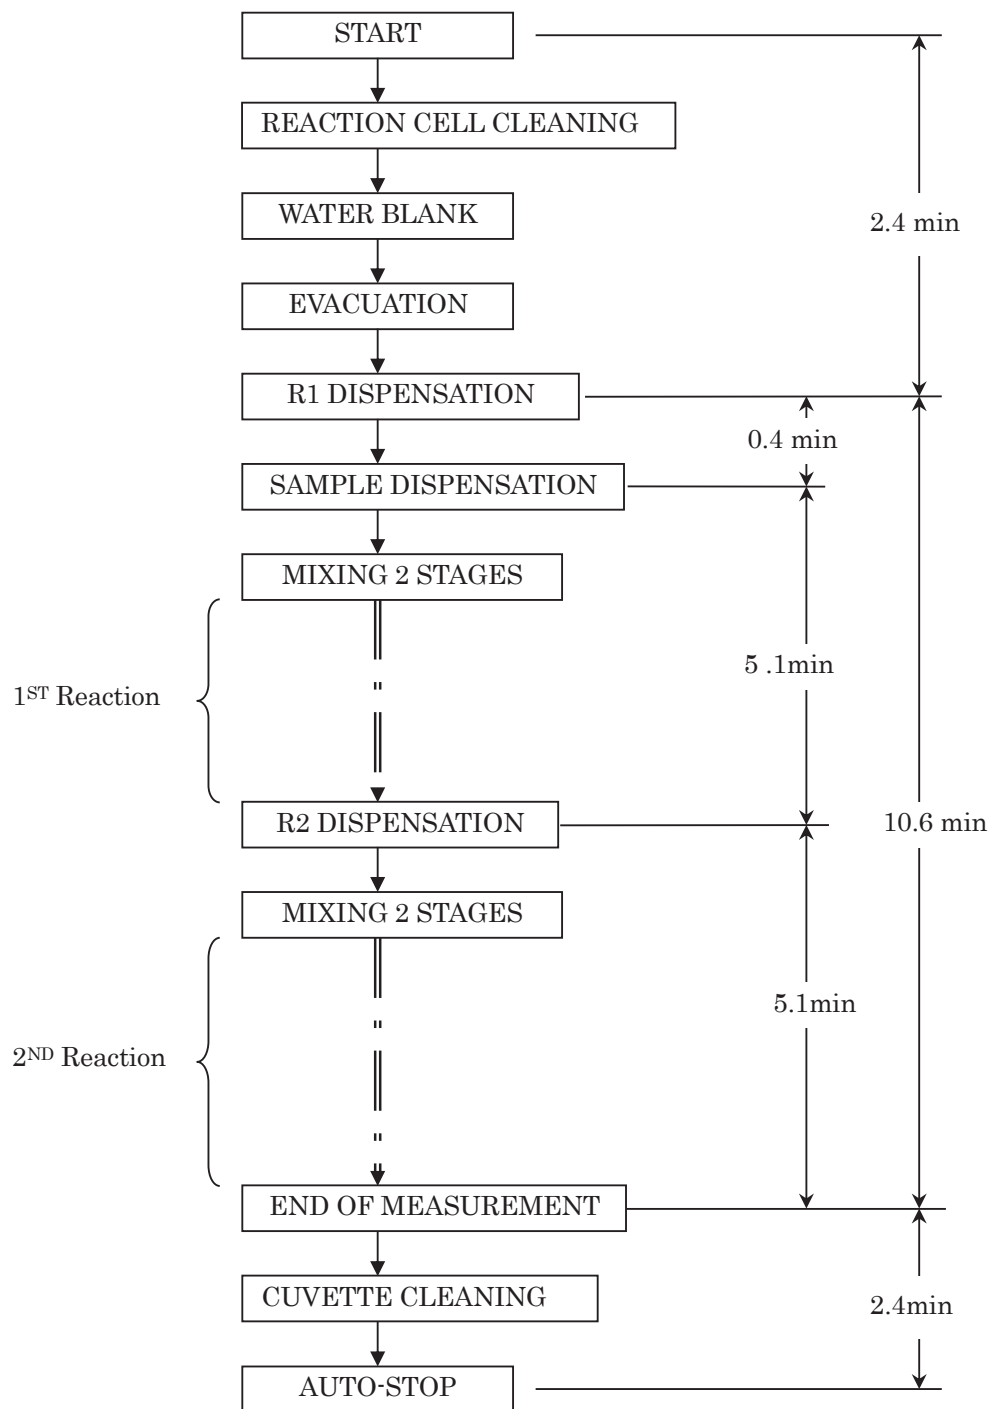 START
REACTION CELL CLEANING
WATER BLANK
2.4 min
EVACUATION
R1 DISPENSATION
0.4 min
SAMPLE DISPENSATION
MIXING 2 STAGES
5 .1min
1ST Reaction
R2 DISPENSATION
10.6 min
MIXING 2 STAGES
5.1min
2ND Reaction
END OF MEASUREMENT
CUVETTE CLEANING
2.4min
AUTO-STOP